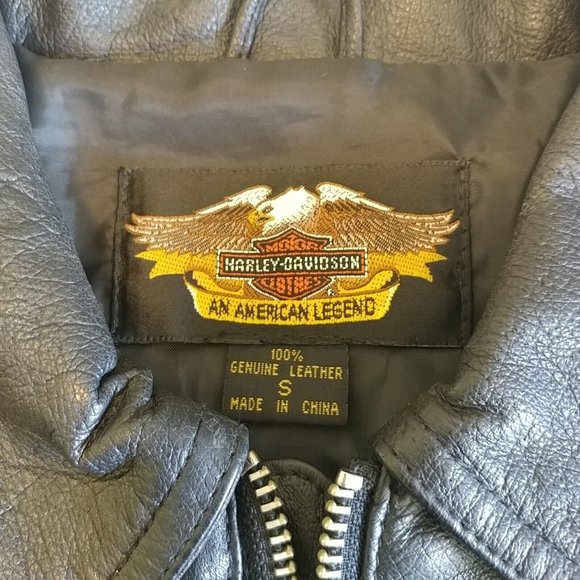 MOTOR
HARLEY-DAVIDSON
CYCLES
®
AN AMERICAN LEGEND
100%
GENUINE LEATHER
S
MADE IN CHINA